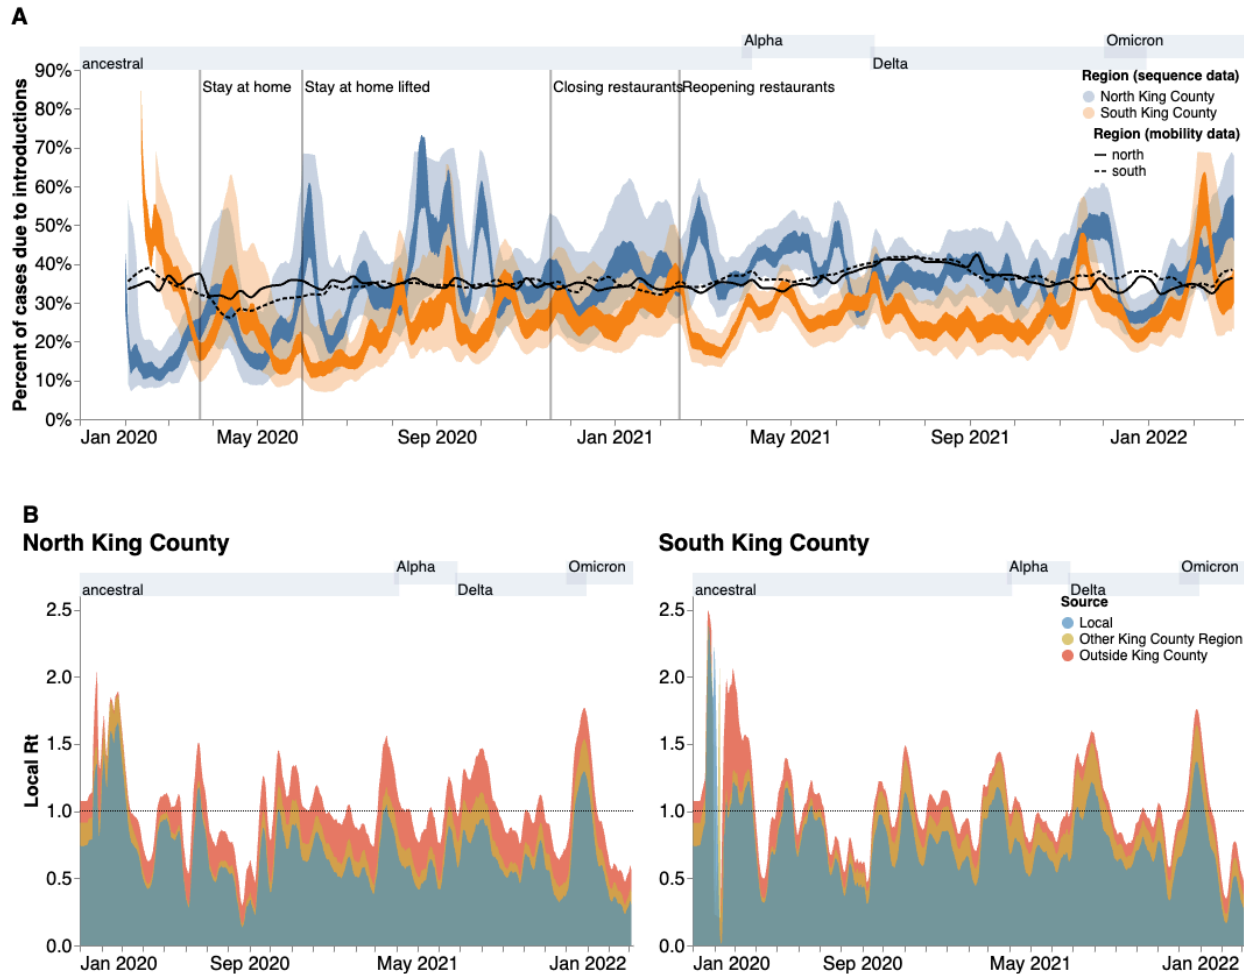 A
Alpha
Omicron
ancestral
Delta
90%
80%
70%
60%
50%
40%
30%
20%
10%
0%
Percent of cases due to introductions
Stay at home
Stay at home lifted
Closing restaurants
Reopening restaurants
Region (sequence data)
North King County
South King County
Region (mobility data)
north
south
Jan 2020
May 2020
Sep 2020
Jan 2021
May 2021
Sep 2021
Jan 2022
B
North King County
Alpha
Omicron
ancestral
Delta
2.5
2.0
1.5
1.0
0.5
0.0
Local Rt
Jan 2020
Sep 2020
May 2021
Jan 2022
South King County
Alpha
Omicron
ancestral
Delta
Source
Local
Other King County Region
Outside King County
2.5
2.0
1.5
1.0
0.5
0.0
Jan 2020
Sep 2020
May 2021
Jan 2022